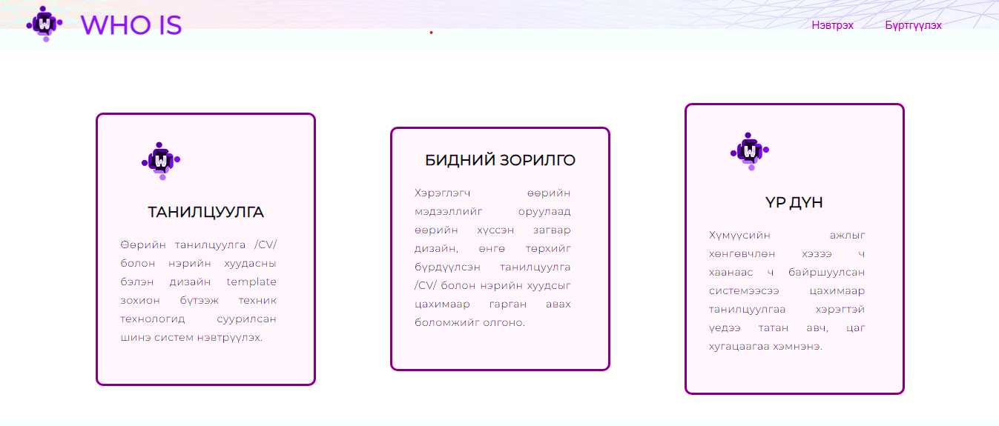 WHO IS
Нэвтрэх
Бүртгүүлэх
W
ТАНИЛЦУУЛГА
Өөрийн танилцуулга /CV/
болон нэрийн хуудасны
бэлэн дизайн template
зохион бүтээж техник
технологид суурилсан
шинэ систем нэвтрүүлэх.
БИДНИЙ ЗОРИЛГО
Хэрэглэгч өөрийн
мэдээллийг оруулаад
өөрийн хүссэн загвар
дизайн, өнгө төрхийг
бүрдүүлсэн танилцуулга
/CV/ болон нэрийн хуудсыг
цахимаар гарган авах
боломжийг олгоно.
W
ҮР ДҮН
Хүмүүсийн ажлыг
хөнгөвчлөн хэзээ ч
хаанаас ч байршуулсан
системээсээ цахимаар
танилцуулгаа хэрэгтэй
үедээ татан авч, цаг
хугацаагаа хэмнэнэ.
W